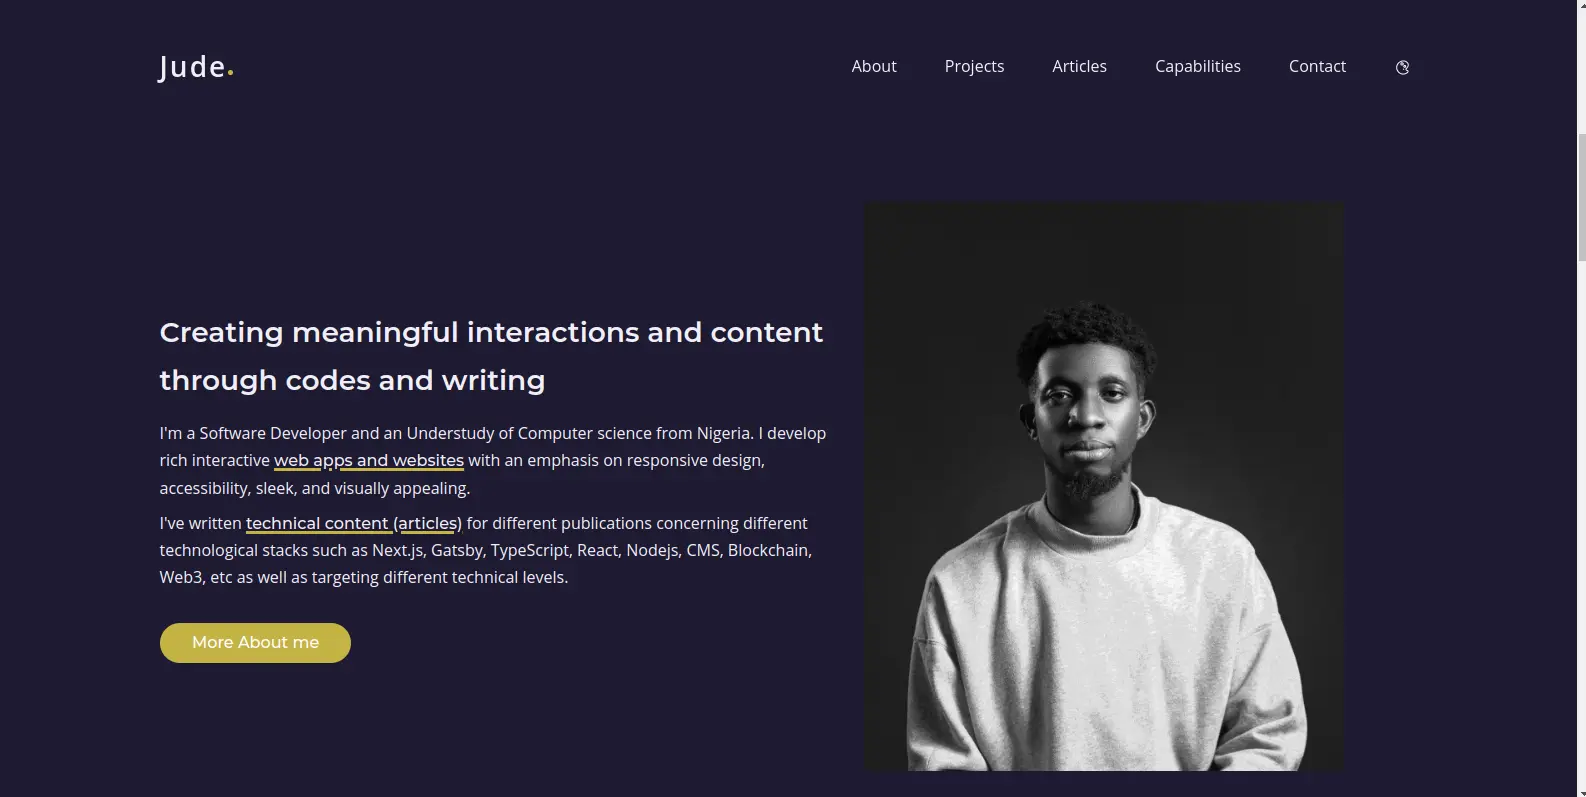 Jude.
About Projects Articles Capabilities Contact
Creating meaningful interactions and content
through codes and writing
I'm a Software Developer and an Understudy of Computer science from Nigeria. I develop
rich interactive web apps and websites with an emphasis on responsive design,
accessibility, sleek, and visually appealing.
I've written technical content (articles) for different publications concerning different
technological stacks such as Next.js, Gatsby, TypeScript, React, Nodejs, CMS, Blockchain,
Web3, etc as well as targeting different technical levels.
More About me